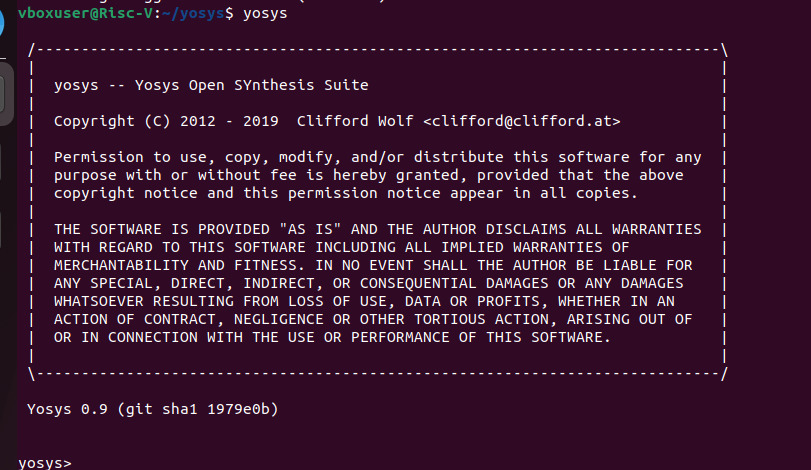 vboxuser@Risc-V:~/yosys$ yosys
/----------------------------------------------------------------------------\
|                                                                            |
|  yosys -- Yosys Open SYnthesis Suite                                       |
|                                                                            |
|  Copyright (C) 2012 - 2019  Clifford Wolf <clifford@clifford.at>           |
|                                                                            |
|  Permission to use, copy, modify, and/or distribute this software for any  |
|  purpose with or without fee is hereby granted, provided that the above    |
|  copyright notice and this permission notice appear in all copies.         |
|                                                                            |
|  THE SOFTWARE IS PROVIDED "AS IS" AND THE AUTHOR DISCLAIMS ALL WARRANTIES  |
|  WITH REGARD TO THIS SOFTWARE INCLUDING ALL IMPLIED WARRANTIES OF          |
|  MERCHANTABILITY AND FITNESS. IN NO EVENT SHALL THE AUTHOR BE LIABLE FOR   |
|  ANY SPECIAL, DIRECT, INDIRECT, OR CONSEQUENTIAL DAMAGES OR ANY DAMAGES    |
|  WHATSOEVER RESULTING FROM LOSS OF USE, DATA OR PROFITS, WHETHER IN AN     |
|  ACTION OF CONTRACT, NEGLIGENCE OR OTHER TORTIOUS ACTION, ARISING OUT OF   |
|  OR IN CONNECTION WITH THE USE OR PERFORMANCE OF THIS SOFTWARE.            |
|                                                                            |
\----------------------------------------------------------------------------/
Yosys 0.9 (git sha1 1979e0b)
yosys>